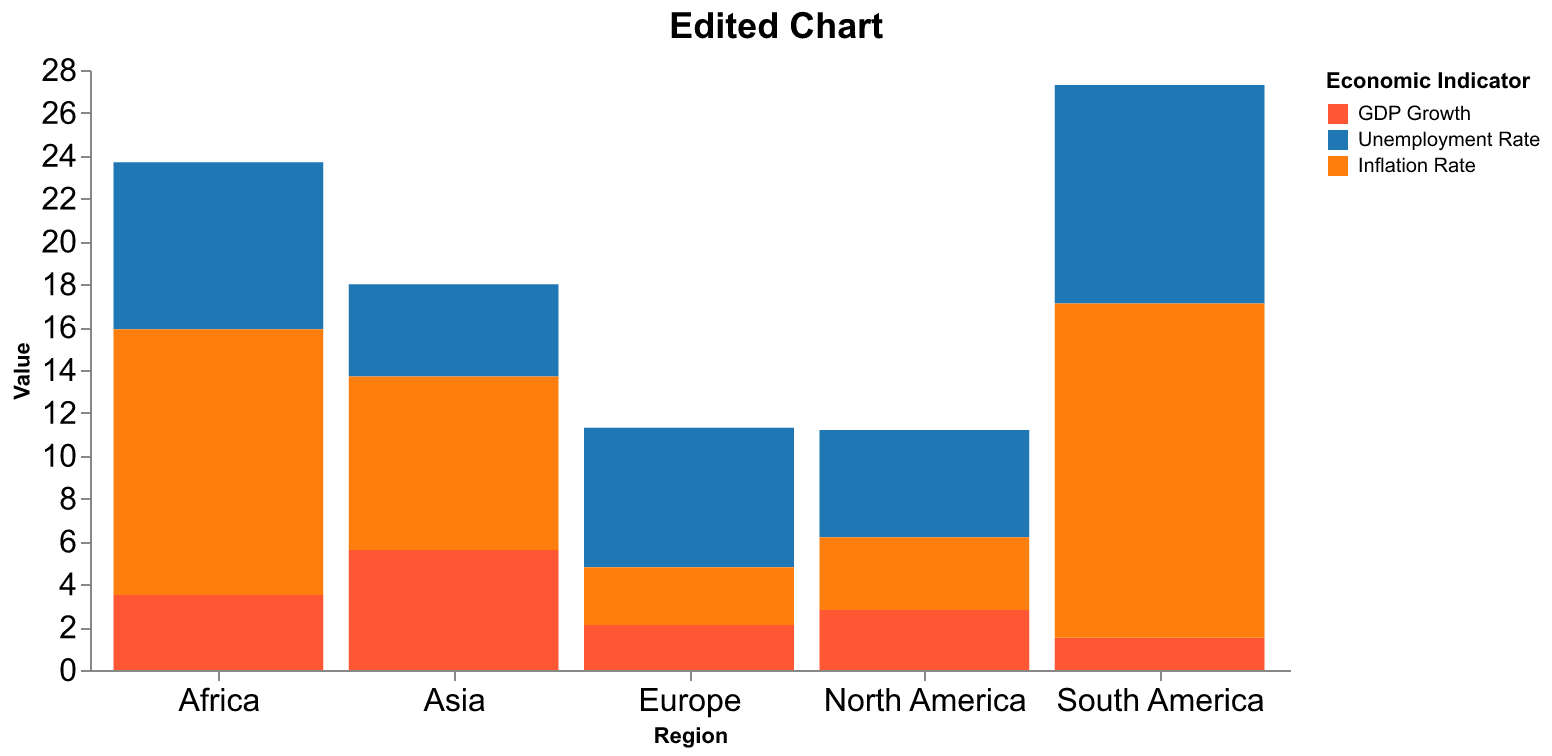 Edited Chart
28
26
24
22
20
18
16
14
12
10
8
6
4
2
0
Value
Africa
Asia
Europe
North America
South America
Region
Economic Indicator
GDP Growth
Unemployment Rate
Inflation Rate